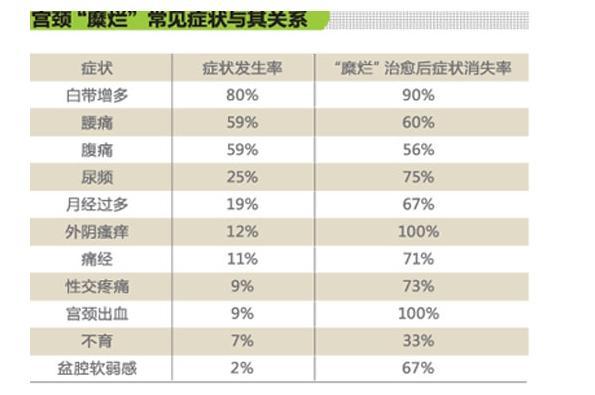 宫颈“糜烂”常见症状与其关系
症状 症状发生率 “糜烂”治愈后症状消失率
白带增多 80% 90%
腰痛 59% 60%
腹痛 59% 56%
尿频 25% 75%
月经过多 19% 67%
外阴瘙痒 12% 100%
痛经 11% 71%
性交疼痛 9% 73%
宫颈出血 9% 100%
不育 7% 33%
盆腔软弱感 2% 67%